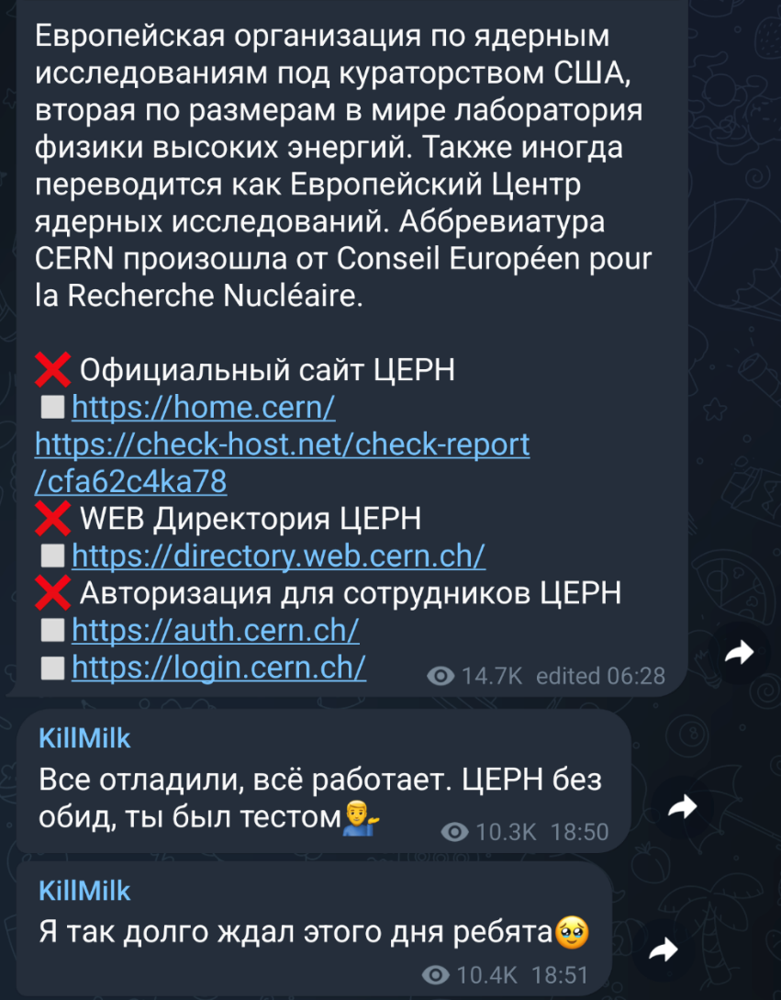 Европейская организация по ядерным
исследованиям под кураторством США,
вторая по размерам в мире лаборатория
физики высоких энергий. Также иногда
переводится как Европейский Центр
ядерных исследований. Аббревиатура
CERN произошла от Conseil Européen pour
la Recherche Nucléaire.
❌ Официальный сайт ЦЕРН
◻️https://home.cern/
https://check-host.net/check-report
/cfa62c4ka78
❌ WEB Директория ЦЕРН
◻️https://directory.web.cern.ch/
❌ Авторизация для сотрудников ЦЕРН
◻️https://auth.cern.ch/
◻️https://login.cern.ch/
14.7K edited 06:28
KillMilk
Все отладили, всё работает. ЦЕРН без
обид, ты был тестом💁‍♂️
10.3K 18:50
KillMilk
Я так долго ждал этого дня ребята🥹
10.4K 18:51